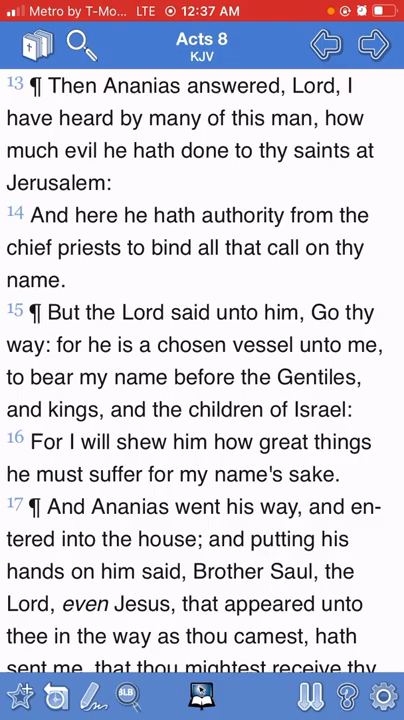 Metro by T-Mo... LTE 12:37 AM
Acts 8
KJV
13 ¶ Then Ananias answered, Lord, I
have heard by many of this man, how
much evil he hath done to thy saints at
Jerusalem:
14 And here he hath authority from the
chief priests to bind all that call on thy
name.
15 ¶ But the Lord said unto him, Go thy
way: for he is a chosen vessel unto me,
to bear my name before the Gentiles,
and kings, and the children of Israel:
16 For I will shew him how great things
he must suffer for my name's sake.
17 ¶ And Ananias went his way, and en-
tered into the house; and putting his
hands on him said, Brother Saul, the
Lord, even Jesus, that appeared unto
thee in the way as thou camest, hath
sent me, that thou mightest receive thy
BLB